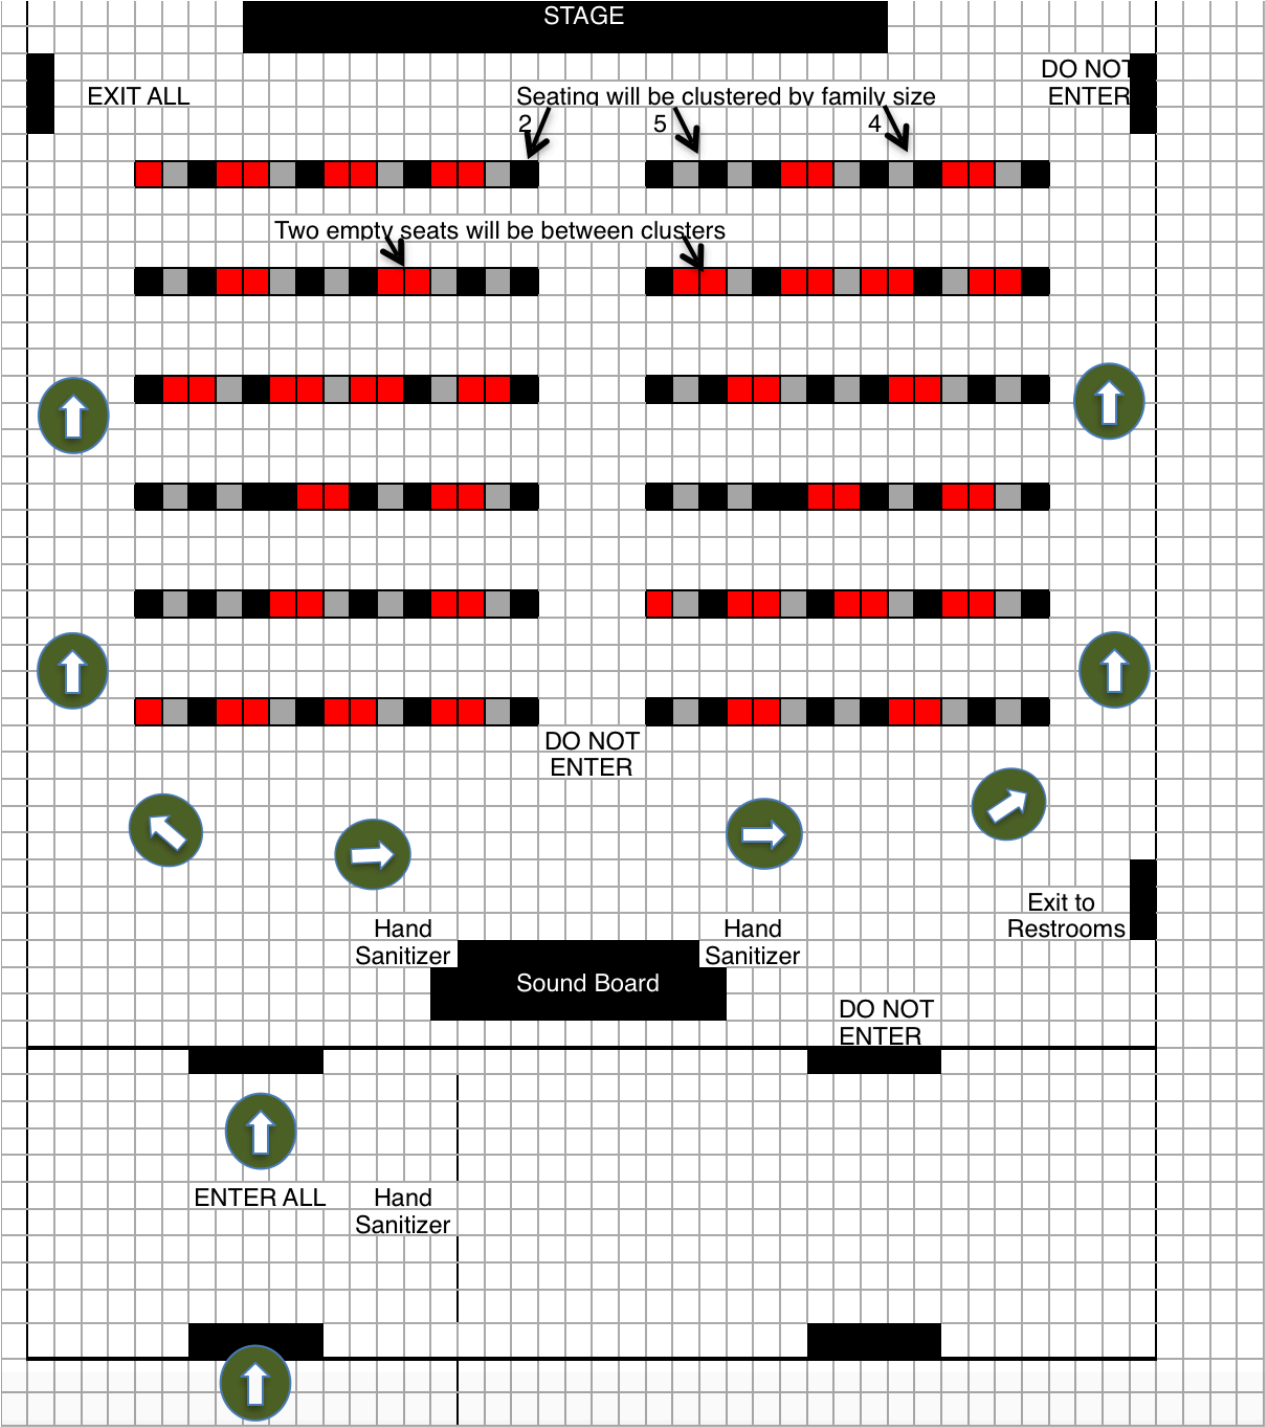 STAGE
DO NOT
ENTER
EXIT ALL
Seating will be clustered by family size
2
5
4
Two empty seats will be between clusters
DO NOT
ENTER
Exit to
Restrooms
Hand
Sanitizer
Hand
Sanitizer
Sound Board
DO NOT
ENTER
ENTER ALL
Hand
Sanitizer